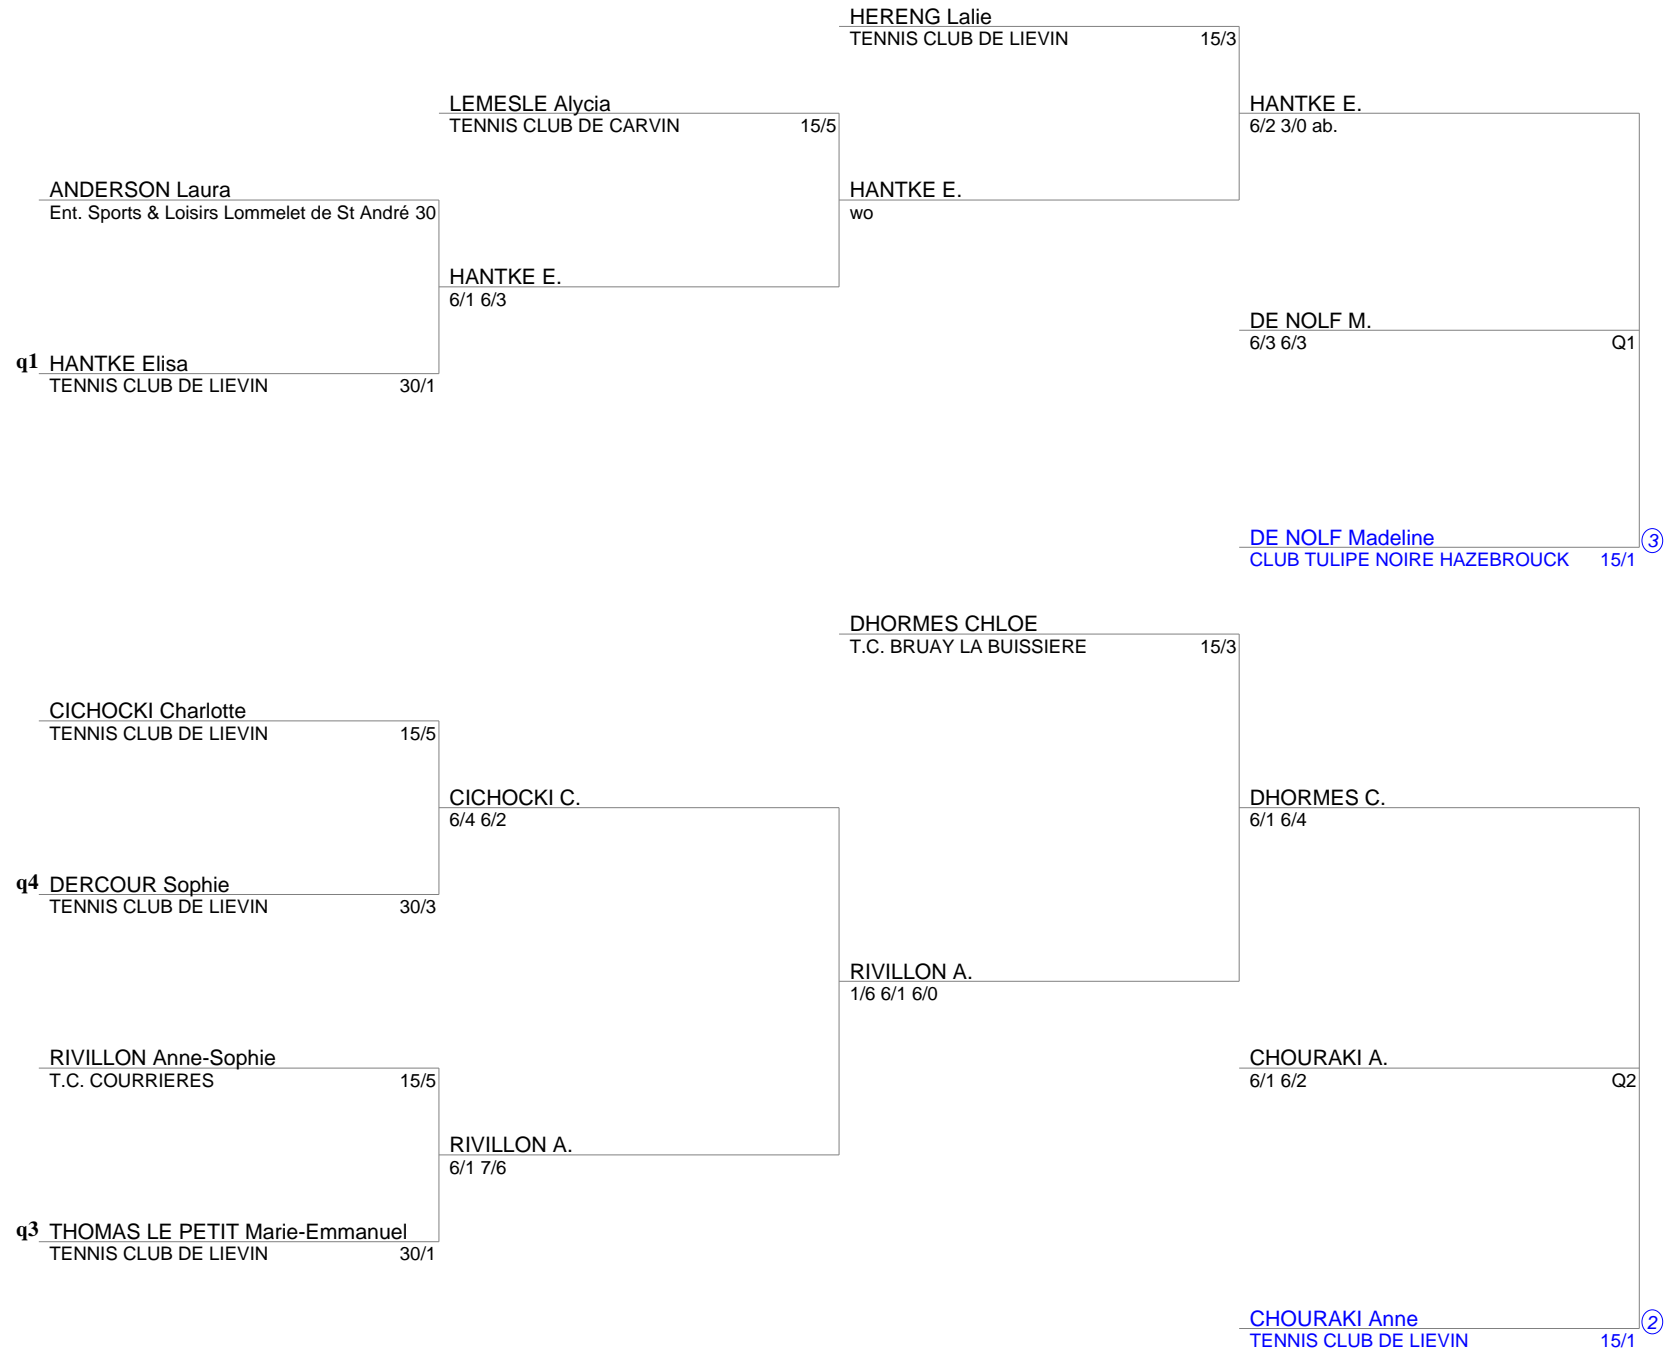 HERENG Lalie
TENNIS CLUB DE LIEVIN 15/3
LEMESLE Alycia
TENNIS CLUB DE CARVIN 15/5
HANTKE E.
6/2 3/0 ab.
ANDERSON Laura
Ent. Sports & Loisirs Lommelet de St André 30
HANTKE E.
wo
HANTKE E.
6/1 6/3
DE NOLF M.
6/3 6/3 Q1
q1 HANTKE Elisa
TENNIS CLUB DE LIEVIN 30/1
DE NOLF Madeline 3
CLUB TULIPE NOIRE HAZEBROUCK 15/1
DHORMES CHLOE
T.C. BRUAY LA BUISSIERE 15/3
CICHOCKI Charlotte
TENNIS CLUB DE LIEVIN 15/5
CICHOCKI C.
6/4 6/2
DHORMES C.
6/1 6/4
q4 DERCOUR Sophie
TENNIS CLUB DE LIEVIN 30/3
RIVILLON A.
1/6 6/1 6/0
RIVILLON Anne-Sophie
T.C. COURRIERES 15/5
CHOURAKI A.
6/1 6/2 Q2
RIVILLON A.
6/1 7/6
q3 THOMAS LE PETIT Marie-Emmanuel
TENNIS CLUB DE LIEVIN 30/1
CHOURAKI Anne 2
TENNIS CLUB DE LIEVIN 15/1